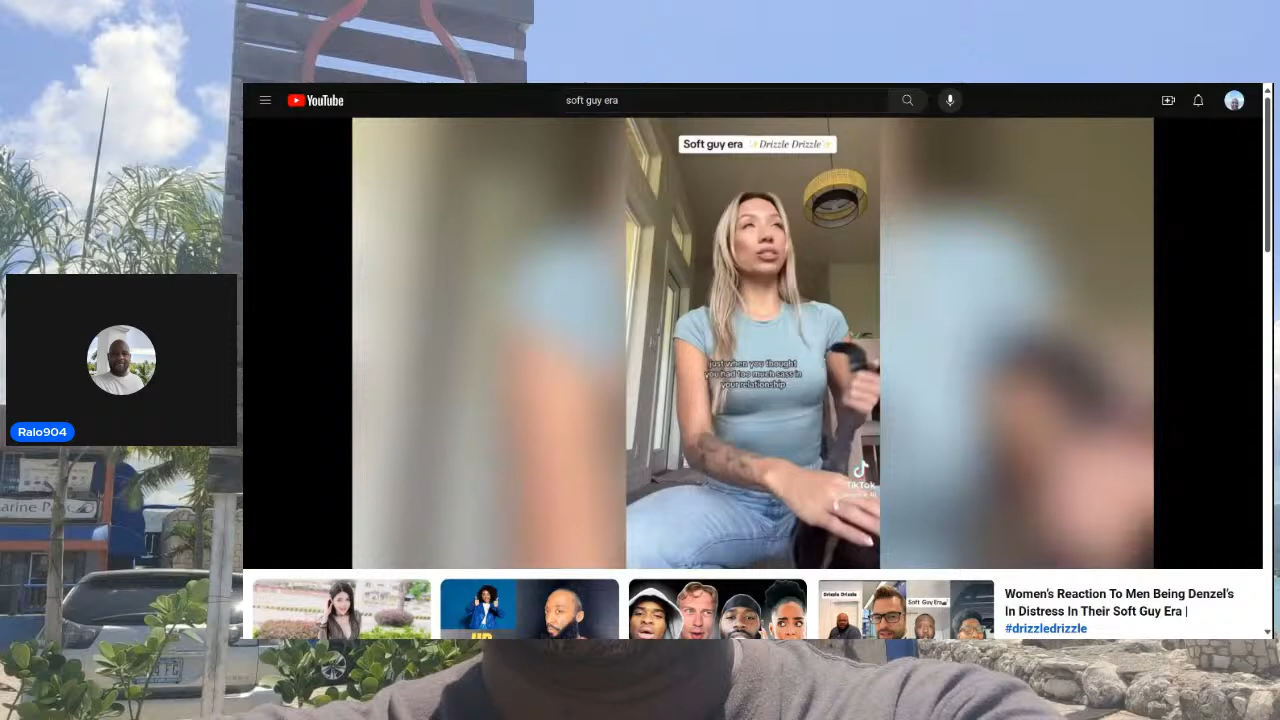 YouTube
soft guy era
Soft guy era ✨Drizzle Drizzle✨
just when you thought
you had too much sass in
your relationship
TikTok
Ralo904
arine Pa
Drizzle Drizzle
Soft Guy Era
Women's Reaction To Men Being Denzel's
In Distress In Their Soft Guy Era |
#drizzledrizzle